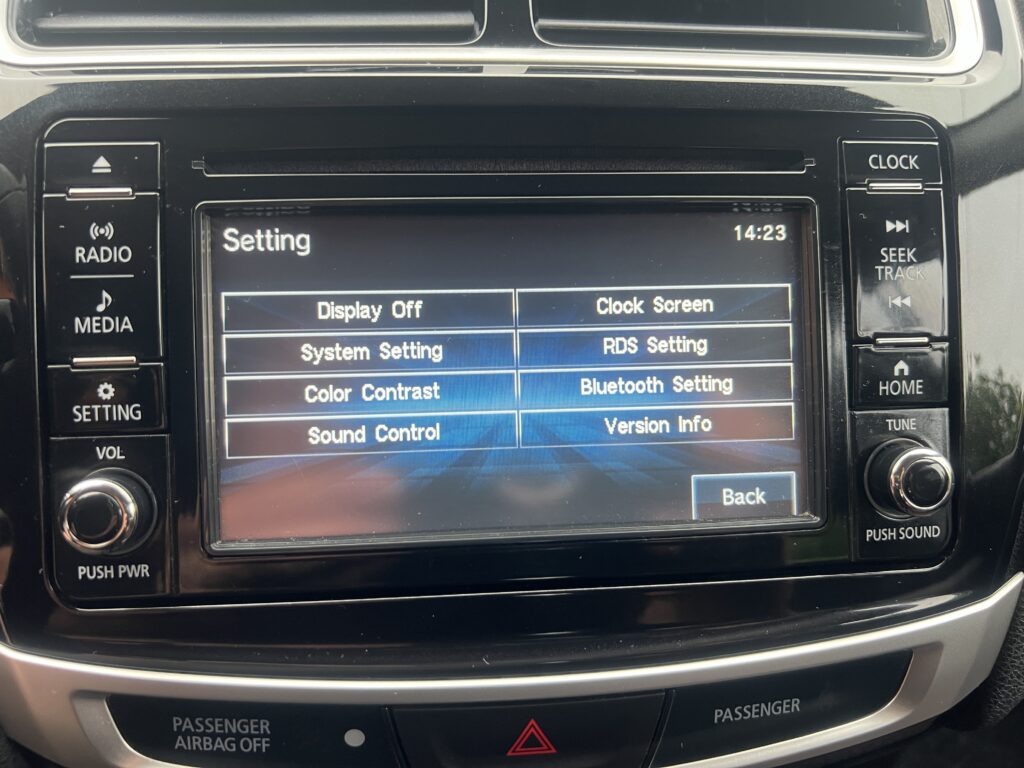 CLOCK
RADIO
MEDIA
SETTING
VOL
PUSH PWR
Setting
14:23
Display Off
Clock Screen
System Setting
RDS Setting
Color Contrast
Bluetooth Setting
Sound Control
Version Info
Back
SEEK
TRACK
HOME
TUNE
PUSH SOUND
PASSENGER
AIRBAG OFF
PASSENGER